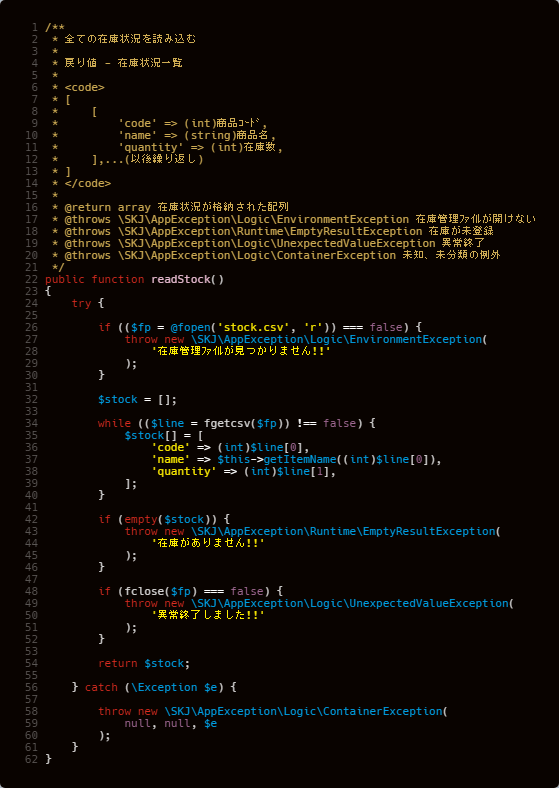 1 /**
2  * 全ての在庫状況を読み込む
3  *
4  * 戻り値 - 在庫状況一覧
5  *
6  * <code>
7  * [
8  *     [
9  *         'code' => (int)商品ｺｰﾄﾞ,
10  *         'name' => (string)商品名,
11  *         'quantity' => (int)在庫数,
12  *     ],...(以後繰り返し)
13  * ]
14  * </code>
15  *
16  * @return array 在庫状況が格納された配列
17  * @throws \SKJ\AppException\Logic\EnvironmentException 在庫管理ﾌｧｲﾙが開けない
18  * @throws \SKJ\AppException\Runtime\EmptyResultException 在庫が未登録
19  * @throws \SKJ\AppException\Logic\UnexpectedValueException 異常終了
20  * @throws \SKJ\AppException\Logic\ContainerException 未知、未分類の例外
21  */
22 public function readStock()
23 {
24     try {
25
26         if (($fp = @fopen('stock.csv', 'r')) === false) {
27             throw new \SKJ\AppException\Logic\EnvironmentException(
28                 '在庫管理ﾌｧｲﾙが見つかりません!!'
29             );
30         }
31
32         $stock = [];
33
34         while (($line = fgetcsv($fp)) !== false) {
35             $stock[] = [
36                 'code' => (int)$line[0],
37                 'name' => $this->getItemName((int)$line[0]),
38                 'quantity' => (int)$line[1],
39             ];
40         }
41
42         if (empty($stock)) {
43             throw new \SKJ\AppException\Runtime\EmptyResultException(
44                 '在庫がありません!!'
45             );
46         }
47
48         if (fclose($fp) === false) {
49             throw new \SKJ\AppException\Logic\UnexpectedValueException(
50                 '異常終了しました!!'
51             );
52         }
53
54         return $stock;
55
56     } catch (\Exception $e) {
57
58         throw new \SKJ\AppException\Logic\ContainerException(
59             null, null, $e
60         );
61     }
62 }